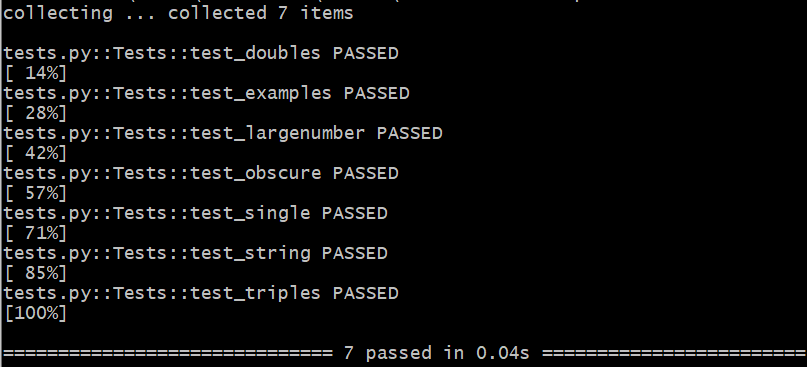 collecting ... collected 7 items
tests.py::Tests::test_doubles PASSED
[ 14%]
tests.py::Tests::test_examples PASSED
[ 28%]
tests.py::Tests::test_largenumber PASSED
[ 42%]
tests.py::Tests::test_obscure PASSED
[ 57%]
tests.py::Tests::test_single PASSED
[ 71%]
tests.py::Tests::test_string PASSED
[ 85%]
tests.py::Tests::test_triples PASSED
[100%]
============================== 7 passed in 0.04s ========================